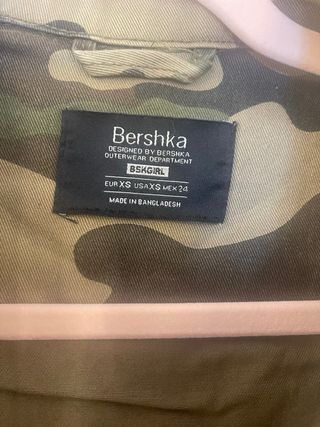 Bershka
DESIGNED BY BERSHKA
OUTERWEAR DEPARTMENT
BSKGIRL
EUR XS USA XS MEX 24
MADE IN BANGLADESH